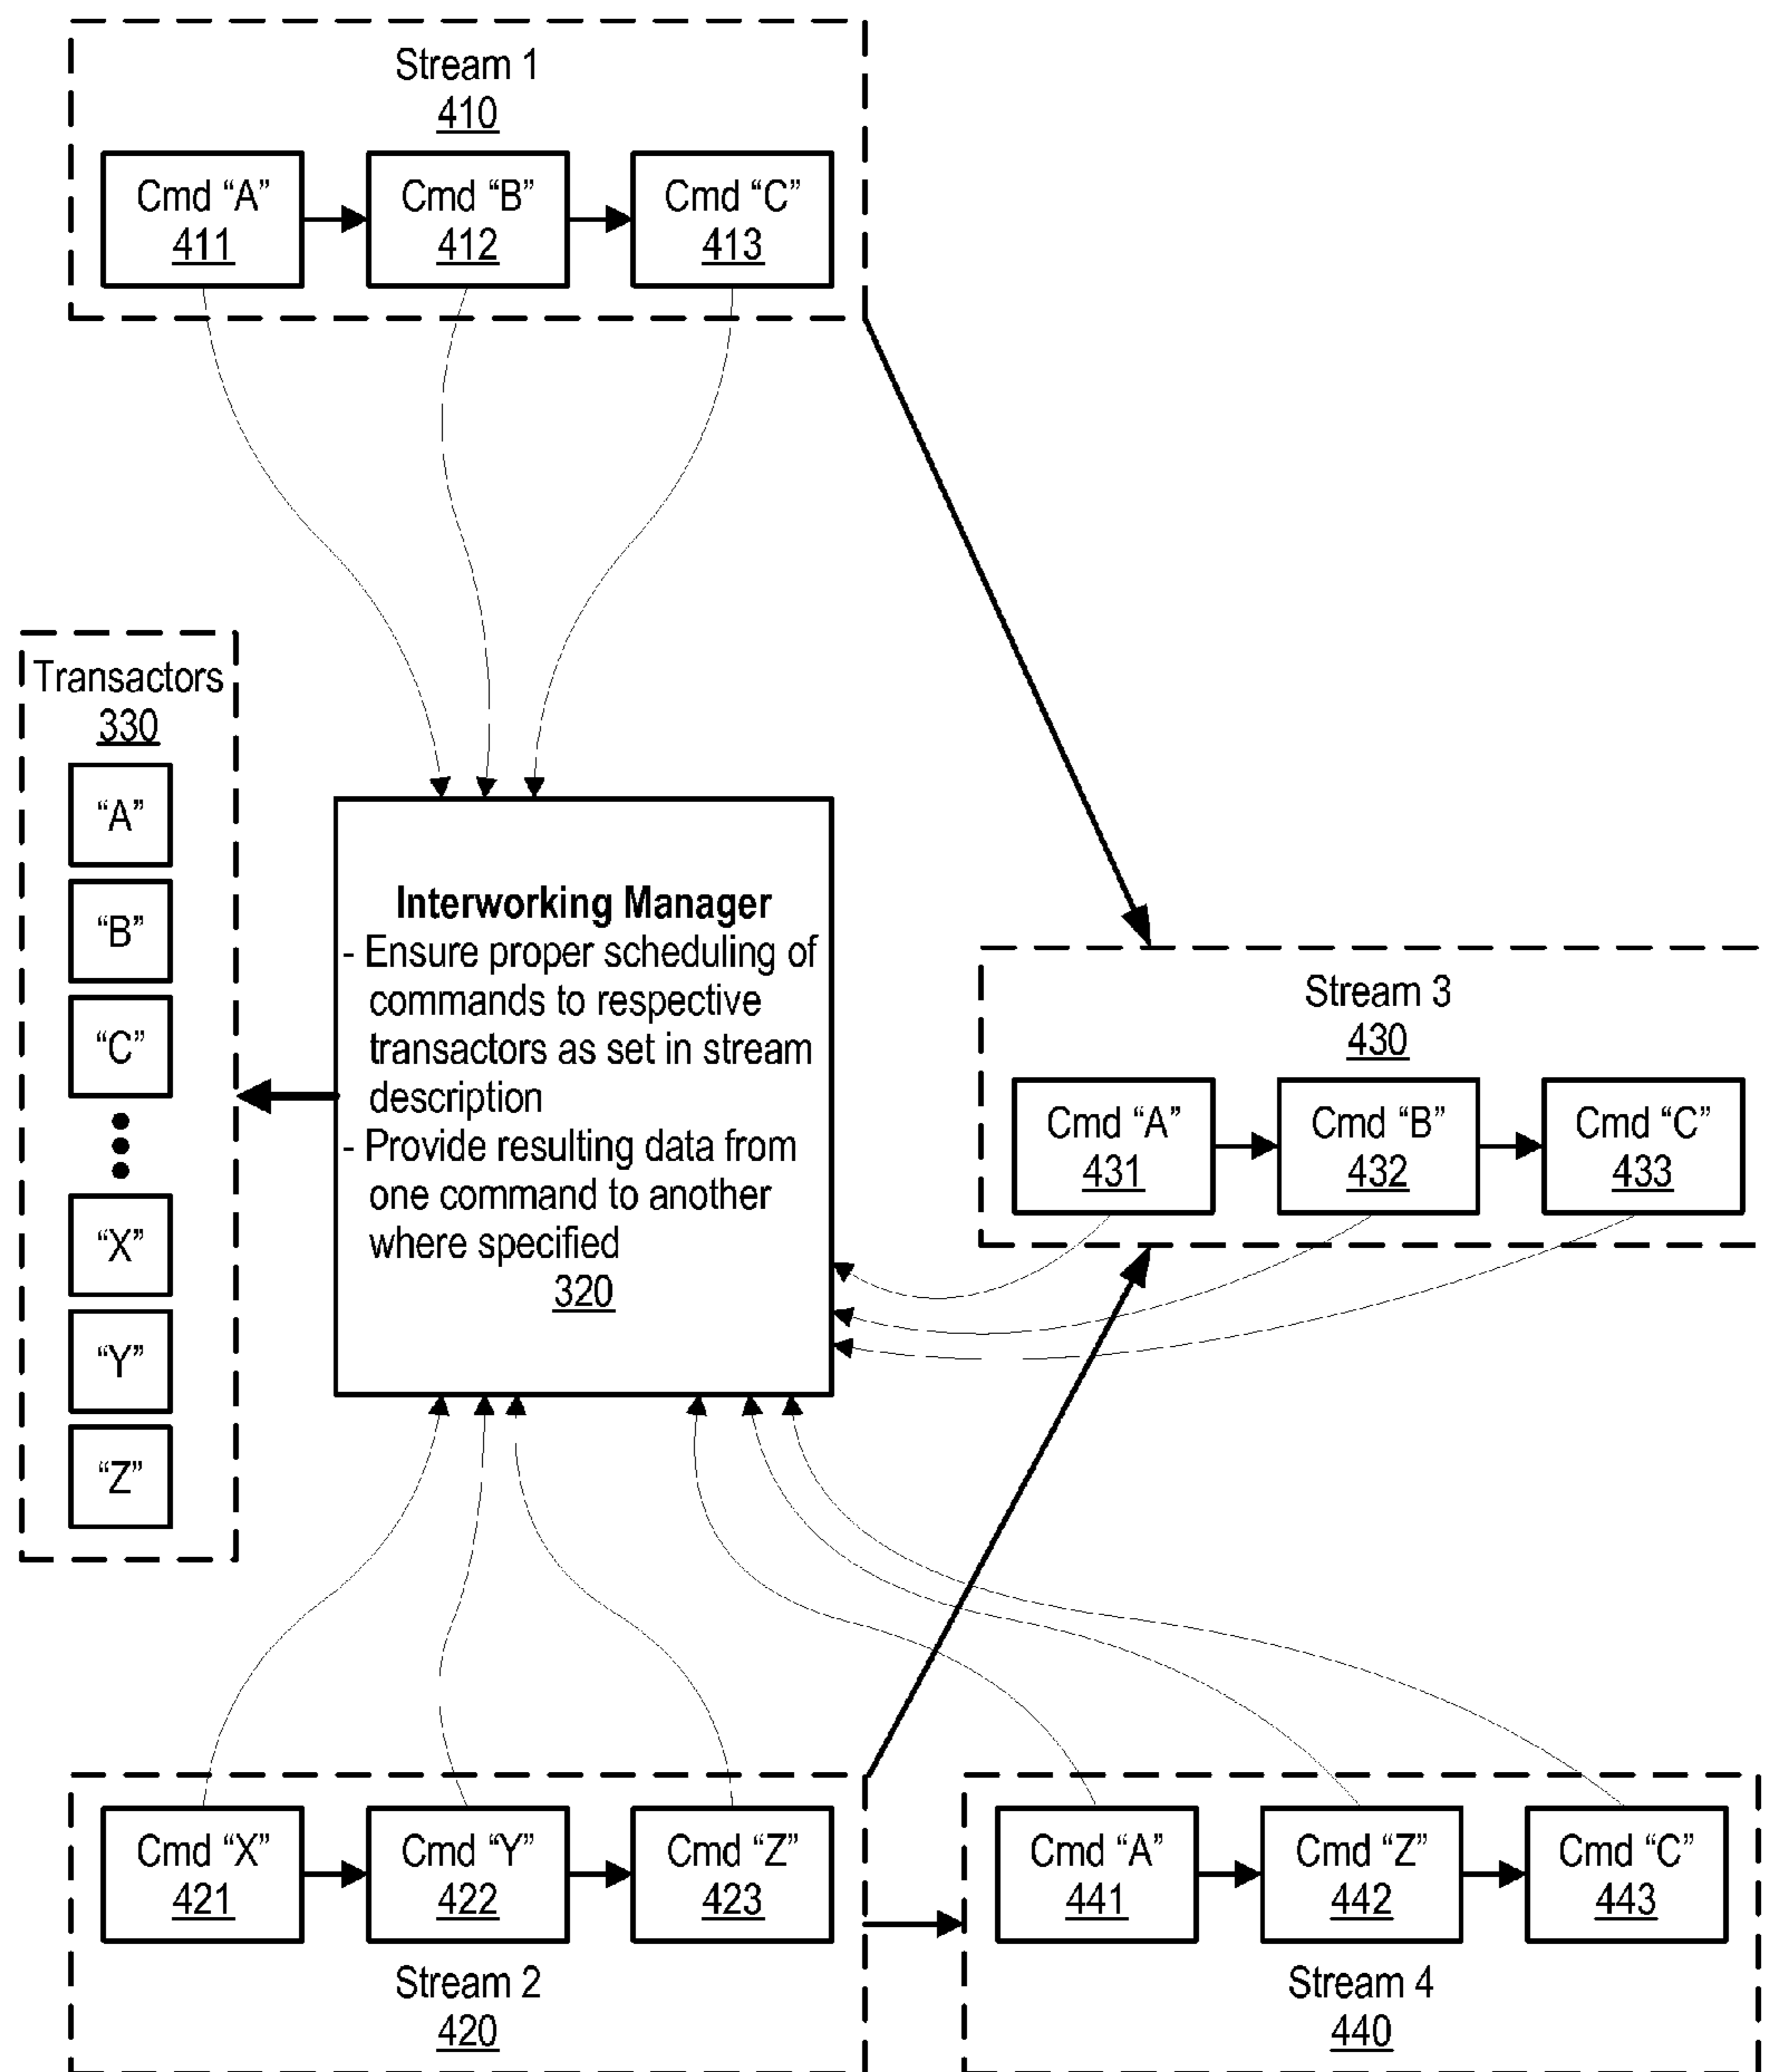 Stream 1
410
Cmd “A”
411
Cmd “B”
412
Cmd “C”
413
Transactors
330
“A”
“B”
“C”
“X”
“Y”
“Z”
Interworking Manager
- Ensure proper scheduling of
commands to respective
transactors as set in stream
description
- Provide resulting data from
one command to another
where specified
320
Stream 3
430
Cmd “A”
431
Cmd “B”
432
Cmd “C”
433
Cmd “X”
421
Cmd “Y”
422
Cmd “Z”
423
Stream 2
420
Cmd “A”
441
Cmd “Z”
442
Cmd “C”
443
Stream 4
440